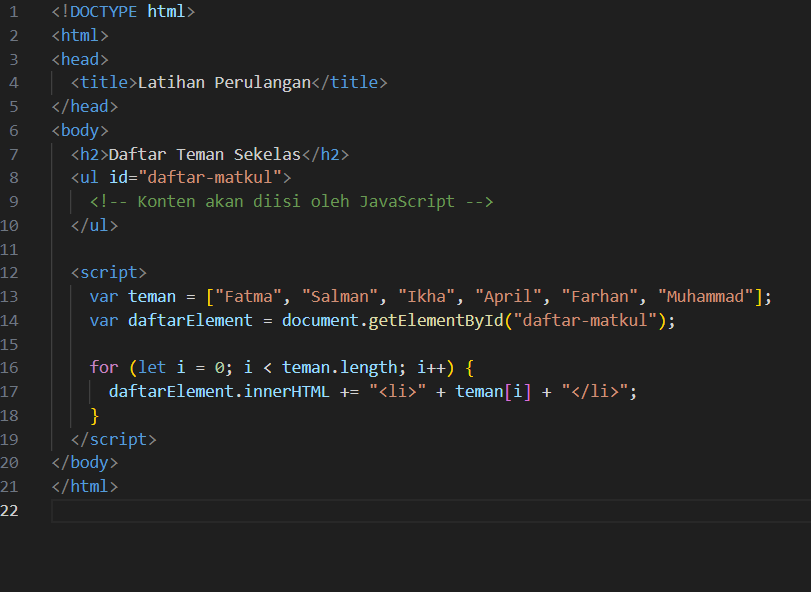 1 <!DOCTYPE html>
2 <html>
3 <head>
4 <title>Latihan Perulangan</title>
5 </head>
6 <body>
7 <h2>Daftar Teman Sekelas</h2>
8 <ul id="daftar-matkul">
9 <!-- Konten akan diisi oleh JavaScript -->
10 </ul>
11
12 <script>
13 var teman = ["Fatma", "Salman", "Ikha", "April", "Farhan", "Muhammad"];
14 var daftarElement = document.getElementById("daftar-matkul");
15
16 for (let i = 0; i < teman.length; i++) {
17 daftarElement.innerHTML += "<li>" + teman[i] + "</li>";
18 }
19 </script>
20 </body>
21 </html>
22